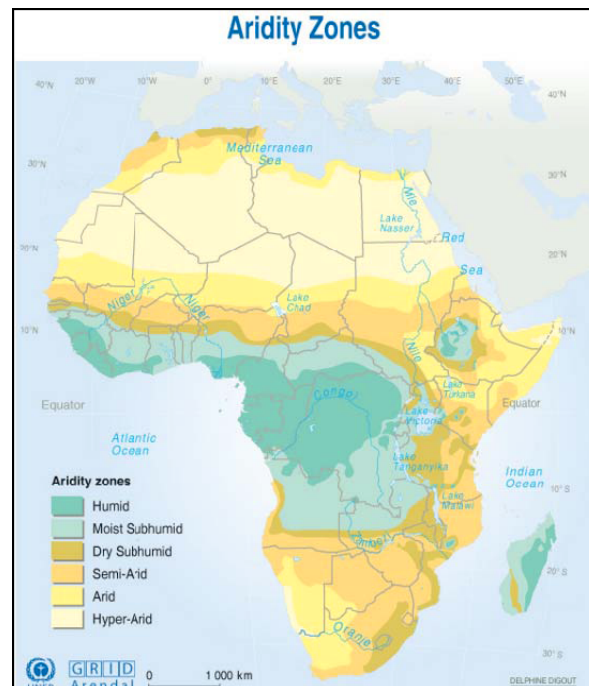 Aridity Zones
40°N
20°W
10°W
0°
10°E
20°E
30°E
40°E
50°E
40°N
Mediterranean
Sea
30°N
30°N
Nile
Lake
Nasser
Red
Sea
20°N
20°N
Niger
Niger
Lake
Chad
10°N
10°N
Nile
Lake
Turkana
Congo
Equator
Equator
Lake
Victoria
Atlantic
Ocean
Lake
Tanganyika
Indian
Ocean
10° S
Lake
Malawi
Zambezi
20° S
Oranje
30° S
Aridity zones
Humid
Moist Subhumid
Dry Subhumid
Semi-Arid
Arid
Hyper-Arid
UNEP
GRID
Arendal
0
1 000 km
DELPHINE DIGOUT